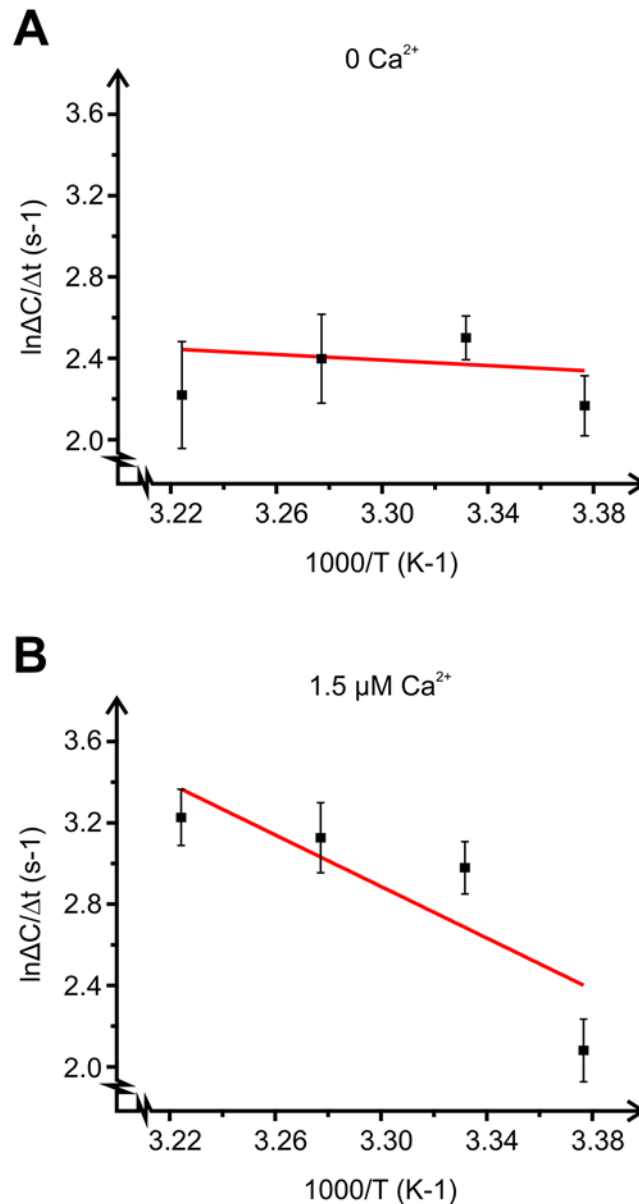 A
0 Ca²⁺
3.6
3.2
2.8
2.4
2.0
lnΔC/Δt (s-1)
3.22 3.26 3.30 3.34 3.38
1000/T (K-1)
B
1.5 µM Ca²⁺
3.6
3.2
2.8
2.4
2.0
lnΔC/Δt (s-1)
3.22 3.26 3.30 3.34 3.38
1000/T (K-1)